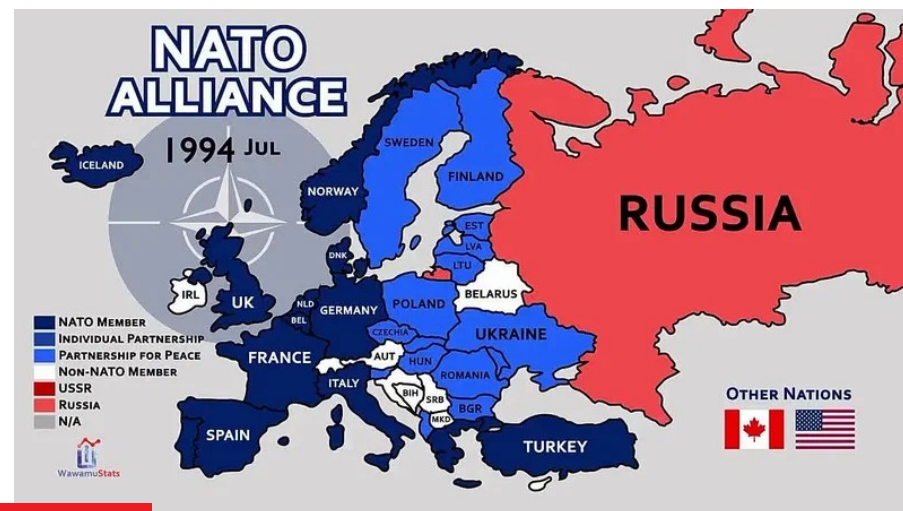 NATO
ALLIANCE
1994 JUL
ICELAND
SWEDEN
FINLAND
NORWAY
RUSSIA
EST
LVA
LTU
DNK
BELARUS
IRL
UK
NLD
BEL
GERMANY
POLAND
CZECHIA
UKRAINE
FRANCE
AUT
HUN
ROMANIA
ITALY
BIH
SRB
BGR
MKD
SPAIN
TURKEY
NATO MEMBER
INDIVIDUAL PARTNERSHIP
PARTNERSHIP FOR PEACE
NON-NATO MEMBER
USSR
RUSSIA
N/A
WawamuStats
OTHER NATIONS